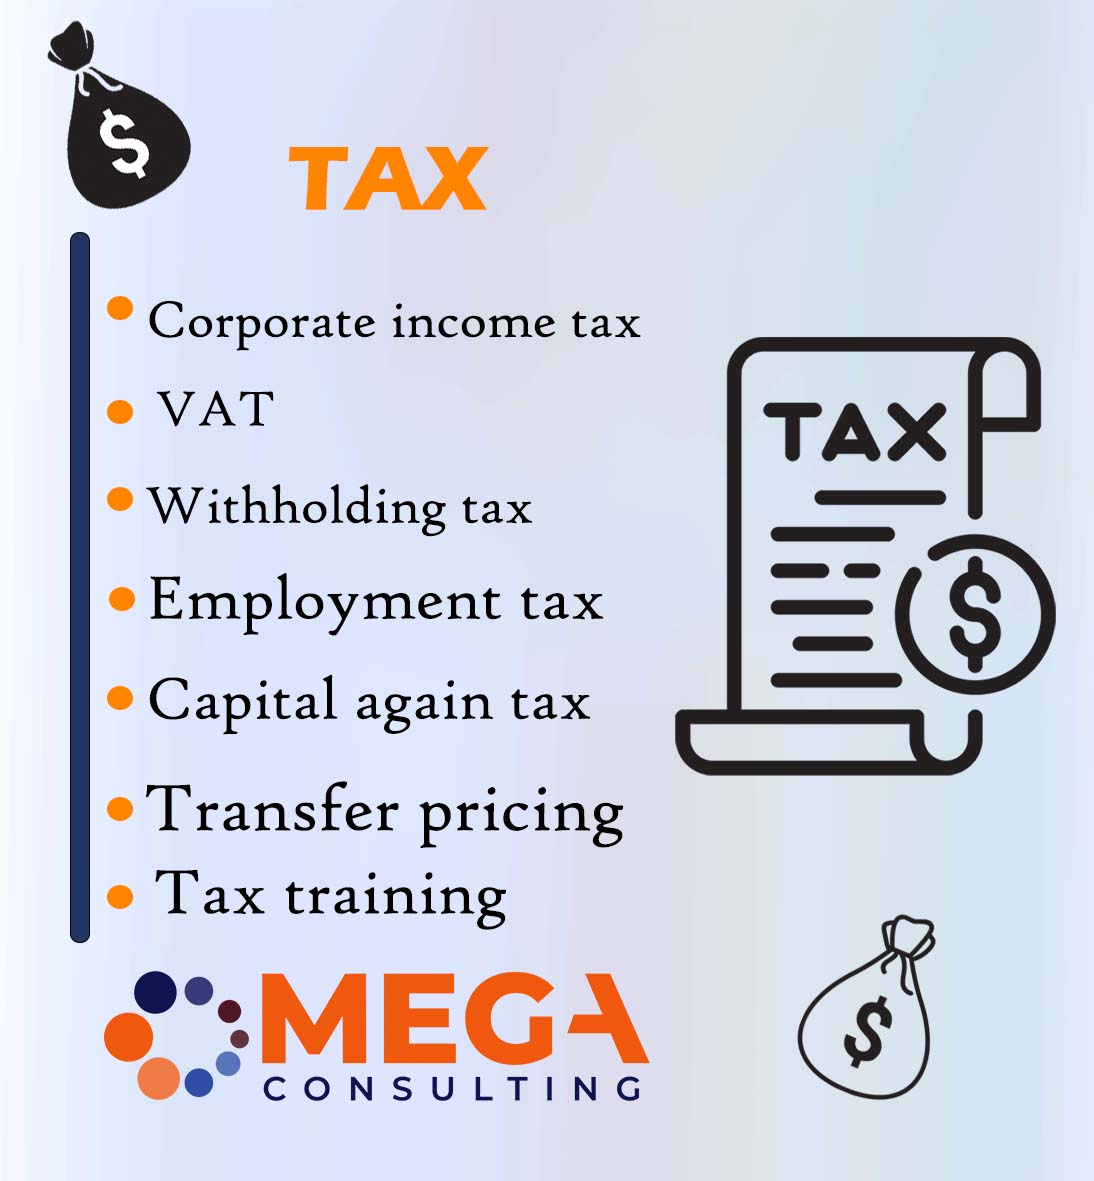 $
TAX
Corporate income tax
VAT
Withholding tax
Employment tax
Capital again tax
Transfer pricing
Tax training
TAX
$
MEGA
CONSULTING
$